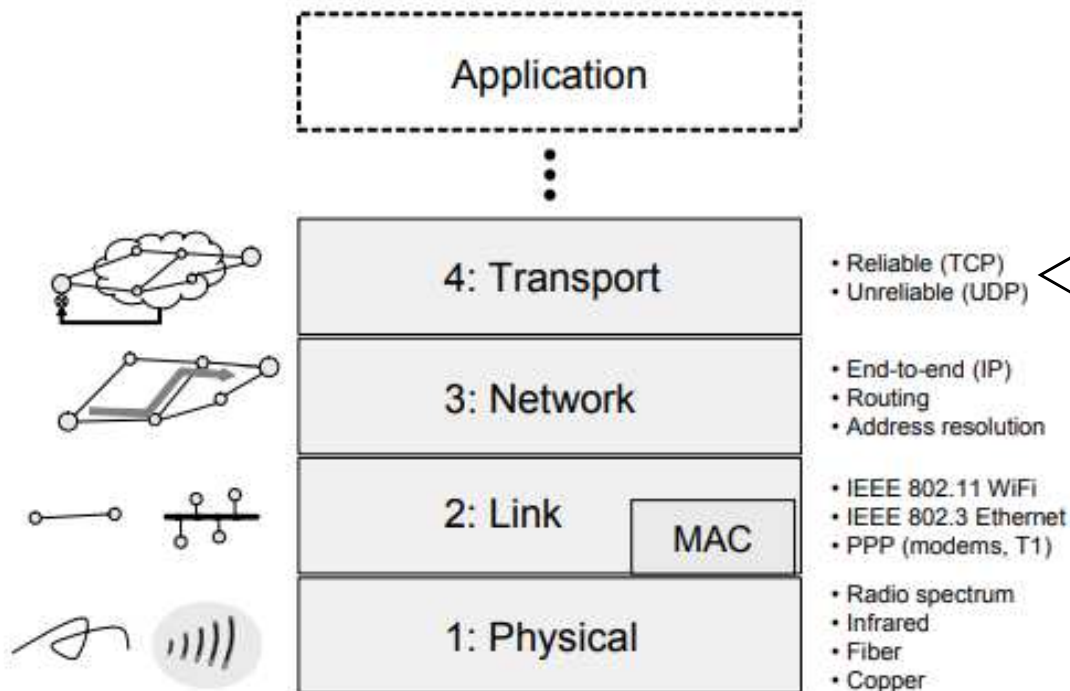 Application
4: Transport
• Reliable (TCP)
• Unreliable (UDP)
3: Network
• End-to-end (IP)
• Routing
• Address resolution
2: Link
MAC
• IEEE 802.11 WiFi
• IEEE 802.3 Ethernet
• PPP (modems, T1)
1: Physical
• Radio spectrum
• Infrared
• Fiber
• Copper